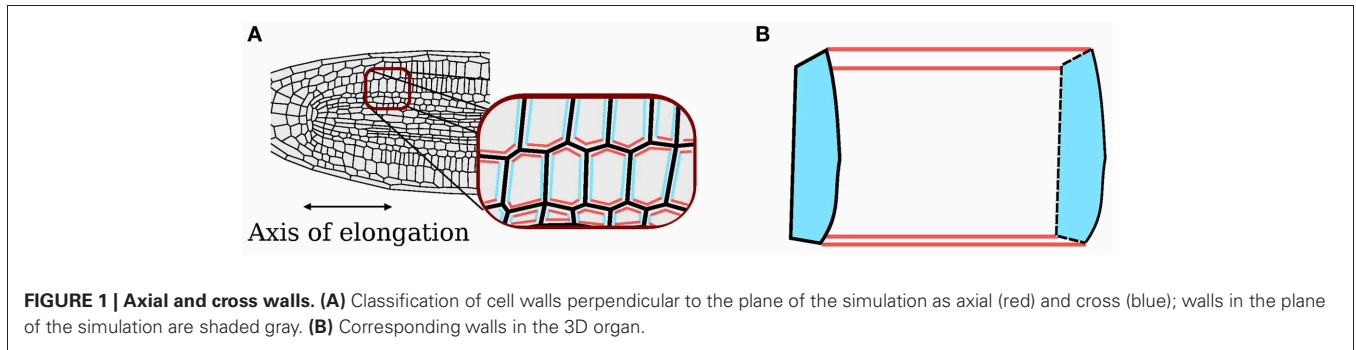 A
B
Axis of elongation
FIGURE 1 | Axial and cross walls. (A) Classification of cell walls perpendicular to the plane of the simulation as axial (red) and cross (blue); walls in the plane
of the simulation are shaded gray. (B) Corresponding walls in the 3D organ.